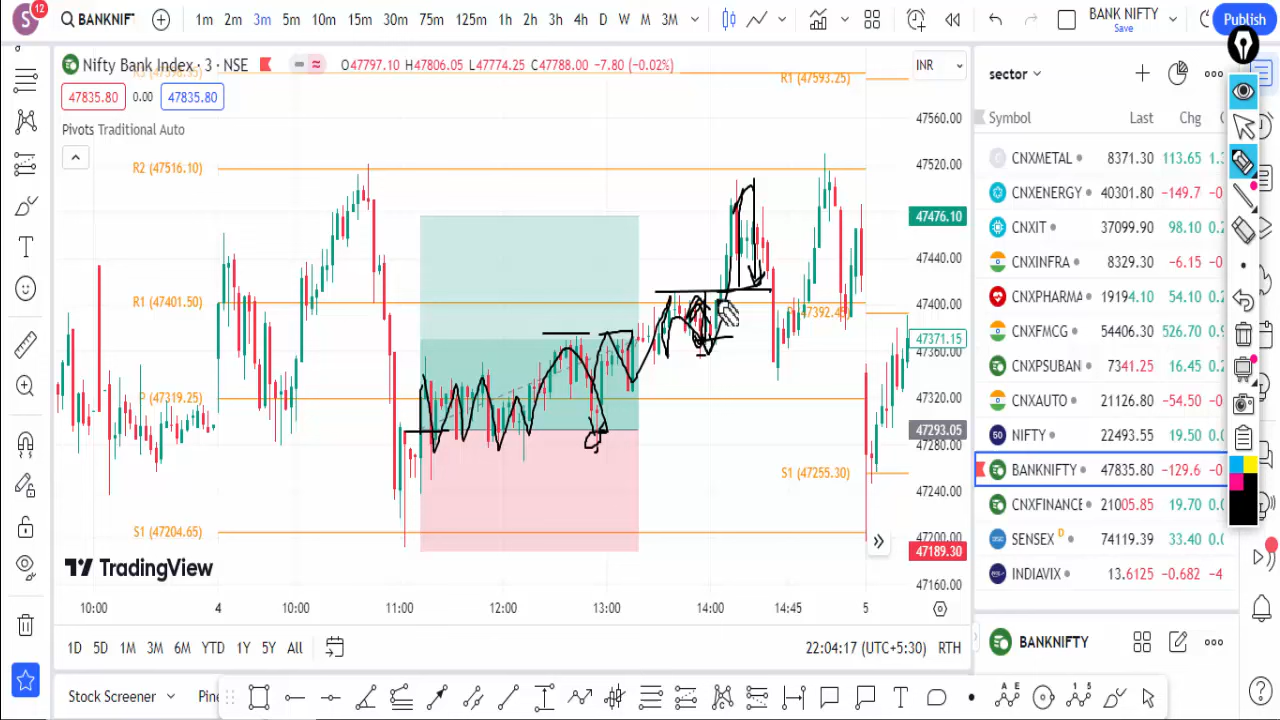 S 12
BANKNIFTY
1m 2m 3m 5m 10m 15m 30m 75m 125m 1h 2h 3h 4h D W M 3M
BANK NIFTY
Save
Publish
Nifty Bank Index · 3 · NSE
O47797.10 H47806.05 L47774.25 C47788.00 -7.80 (-0.02%)
INR
47835.80 0.00 47835.80
Pivots Traditional Auto
R1 (47593.25)
R2 (47516.10)
R1 (47401.50)
P (47392.45)
P (47319.25)
S1 (47255.30)
S1 (47204.65)
47560.00
47520.00
47476.10
47440.00
47400.00
47371.15
47360.00
47320.00
47293.05
47280.00
47240.00
47200.00
47189.30
47160.00
TradingView
10:00 4 10:00 11:00 12:00 13:00 14:00 14:45 5
1D 5D 1M 3M 6M YTD 1Y 5Y All
22:04:17 (UTC+5:30) RTH
Stock Screener
sector
Symbol Last Chg
CNXMETAL 8371.30 113.65
CNXENERGY 40301.80 -149.7
CNXIT 37099.90 98.10
CNXINFRA 8329.30 -6.15
CNXPHARMA 19194.10 54.10
CNXFMCG 54406.30 526.70
CNXPSUBAN 7341.25 16.45
CNXAUTO 21126.80 -54.50
NIFTY 22493.55 19.50
BANKNIFTY 47835.80 -129.6
CNXFINANCE 21005.85 19.70
SENSEX D 74119.39 33.40
INDIAVIX 13.6125 -0.682
BANKNIFTY